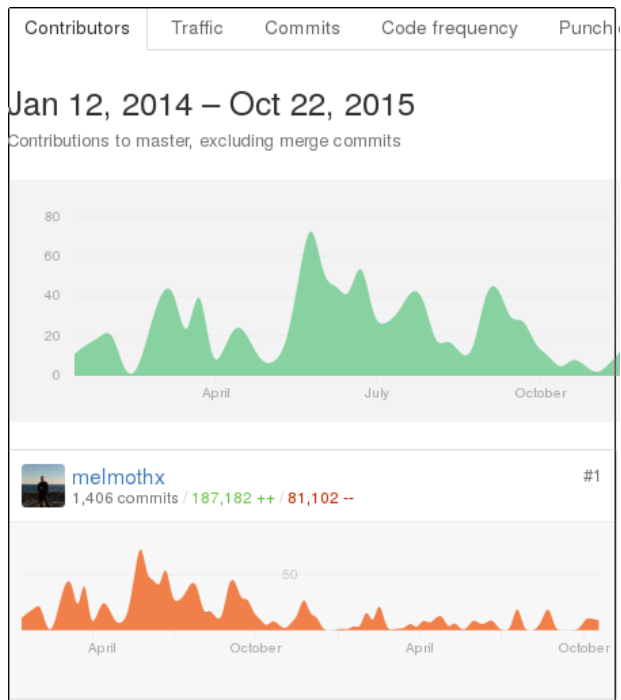 Contributors Traffic Commits Code frequency Punch
Jan 12, 2014 – Oct 22, 2015
Contributions to master, excluding merge commits
80
60
40
20
0
April July October
melmothx #1
1,406 commits / 187,182 ++ / 81,102 --
50
April October April October